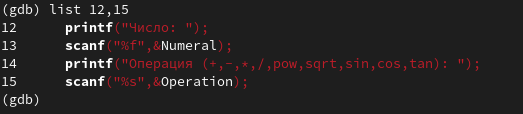 (gdb) list 12,15
12 printf("Число: ");
13 scanf("%f",&Numeral);
14 printf("Операция (+,-,*,/,pow,sqrt,sin,cos,tan): ");
15 scanf("%s",&Operation);
(gdb)